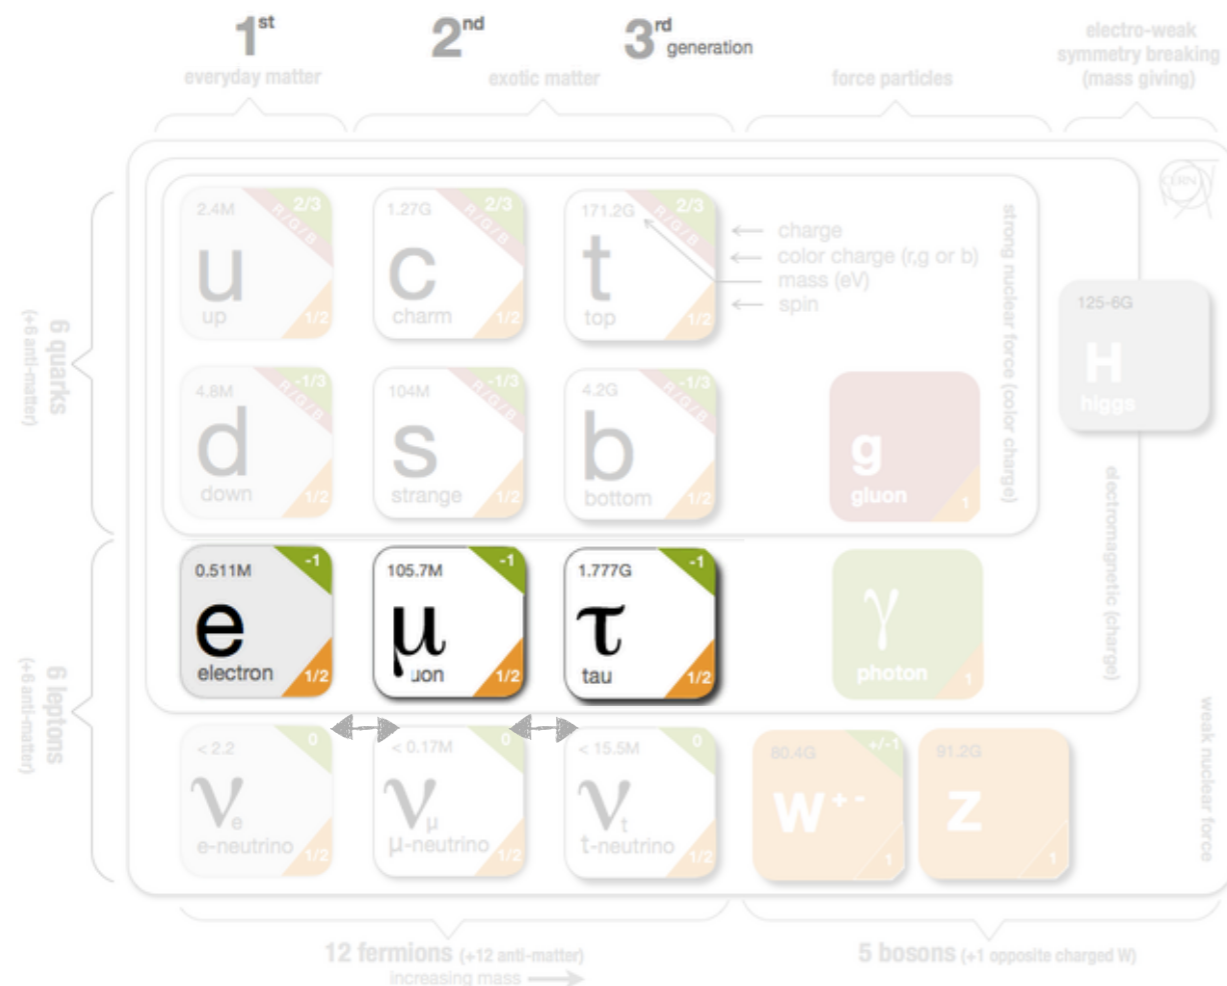 1st 2nd 3rd generation
everyday matter
exotic matter
force particles
electro-weak
symmetry breaking
(mass giving)
CERN
2.4M 2/3
R/G/B
u
up 1/2
1.27G 2/3
R/G/B
c
charm 1/2
171.2G 2/3
R/G/B
t
top 1/2
charge
color charge (r,g or b)
mass (eV)
spin
strong nuclear force (color charge)
125-6G
H
higgs
6 quarks
(+6 anti-matter)
4.8M -1/3
R/G/B
d
down 1/2
104M -1/3
R/G/B
s
strange 1/2
4.2G -1/3
R/G/B
b
bottom 1/2
g
gluon 1
electromagnetic (charge)
6 leptons
(+6 anti-matter)
0.511M -1
e
electron 1/2
105.7M -1
μ
uon 1/2
1.777G -1
τ
tau 1/2
γ
photon 1
weak nuclear force
< 2.2 0
νe
e-neutrino 1/2
< 0.17M 0
νμ
μ-neutrino 1/2
< 15.5M 0
νt
t-neutrino 1/2
80.4G +/-1
W+-
1
91.2G
Z
1
12 fermions (+12 anti-matter)
increasing mass
5 bosons (+1 opposite charged W)